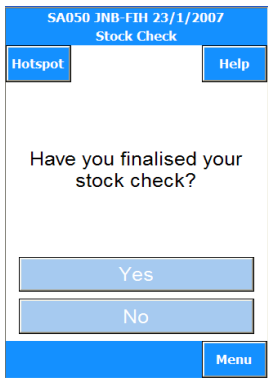 SA050 JNB-FIH 23/1/2007
Stock Check
Hotspot
Help
Have you finalised your
stock check?
Yes
No
Menu